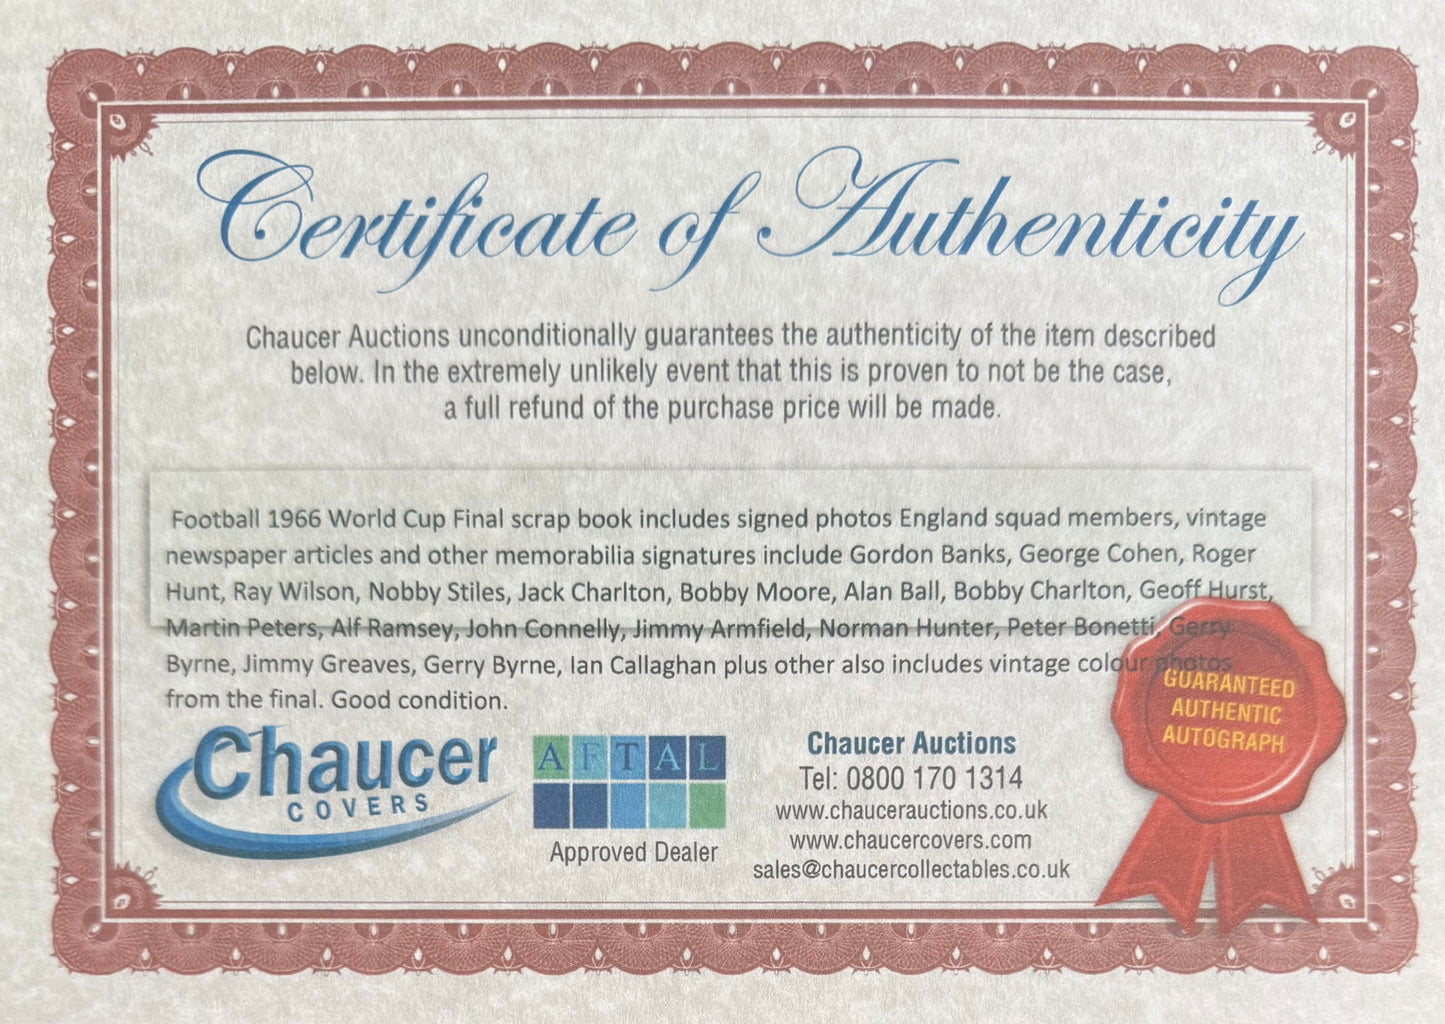 Certificate of Authenticity
Chaucer Auctions unconditionally guarantees the authenticity of the item described
below. In the extremely unlikely event that this is proven to not be the case,
a full refund of the purchase price will be made.
Football 1966 World Cup Final scrap book includes signed photos England squad members, vintage
newspaper articles and other memorabilia signatures include Gordon Banks, George Cohen, Roger
Hunt, Ray Wilson, Nobby Stiles, Jack Charlton, Bobby Moore, Alan Ball, Bobby Charlton, Geoff Hurst,
Martin Peters, Alf Ramsey, John Connelly, Jimmy Armfield, Norman Hunter, Peter Bonetti, Gerry
Byrne, Jimmy Greaves, Gerry Byrne, Ian Callaghan plus other also includes vintage colour photos
from the final. Good condition.
GUARANTEED
AUTHENTIC
AUTOGRAPH
Chaucer
COVERS
AFTAL
Approved Dealer
Chaucer Auctions
Tel: 0800 170 1314
www.chaucerauctions.co.uk
www.chaucercovers.com
sales@chaucercollectables.co.uk